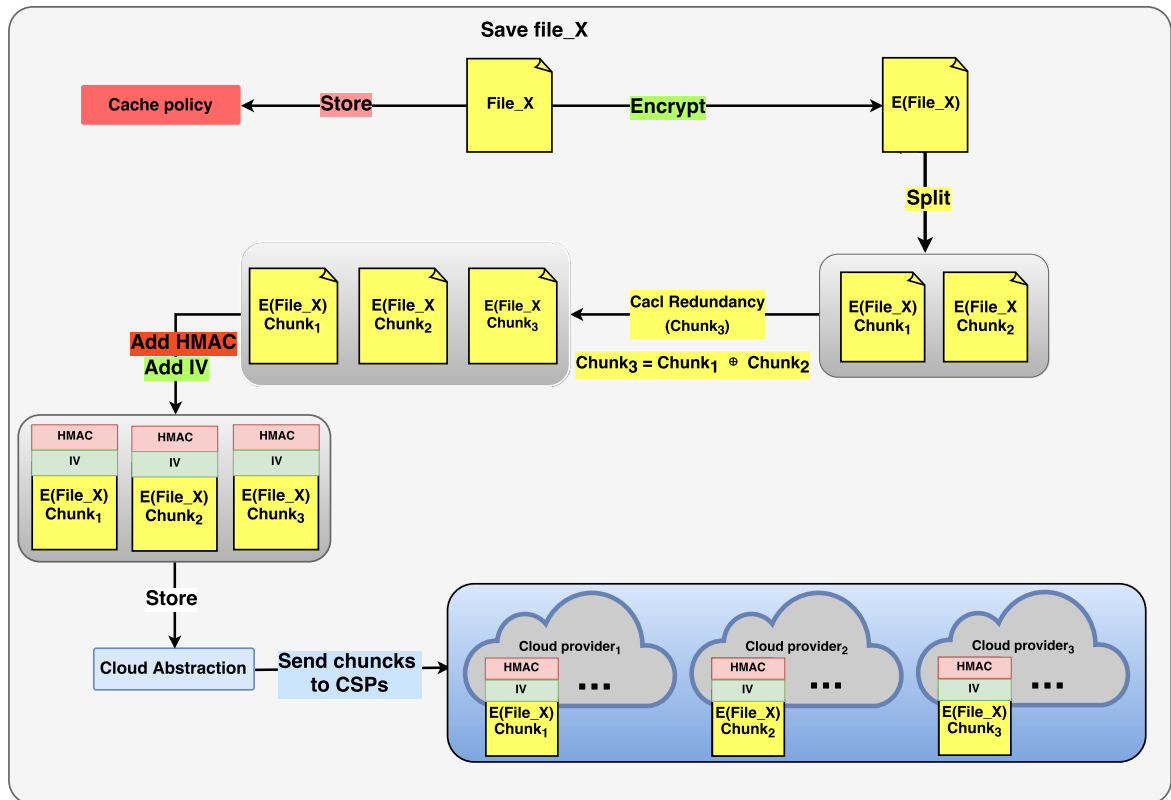 Save file_X
Cache policy
Store
File_X
Encrypt
E(File_X)
Split
E(File_X)
Chunk1
E(File_X
Chunk2
E(File_X
Chunk3
Cacl Redundancy
(Chunk3)
Chunk3 = Chunk1 ⊕ Chunk2
E(File_X)
Chunk1
E(File_X
Chunk2
Add HMAC
Add IV
HMAC
IV
E(File_X)
Chunk1
HMAC
IV
E(File_X)
Chunk2
HMAC
IV
E(File_X)
Chunk3
Store
Cloud Abstraction
Send chuncks
to CSPs
Cloud provider1
HMAC
IV
...
E(File_X)
Chunk1
Cloud provider2
HMAC
IV
...
E(File_X)
Chunk2
Cloud provider3
HMAC
IV
...
E(File_X)
Chunk3